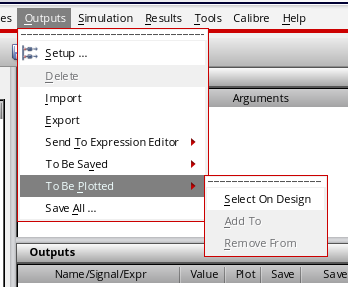 es Outputs Simulation Results Tools Calibre Help
Setup ...
Delete
Import
Arguments
Export
Send To Expression Editor
To Be Saved
To Be Plotted
Select On Design
Save All ...
Add To
Remove From
Outputs
Name/Signal/Expr Value Plot Save Save